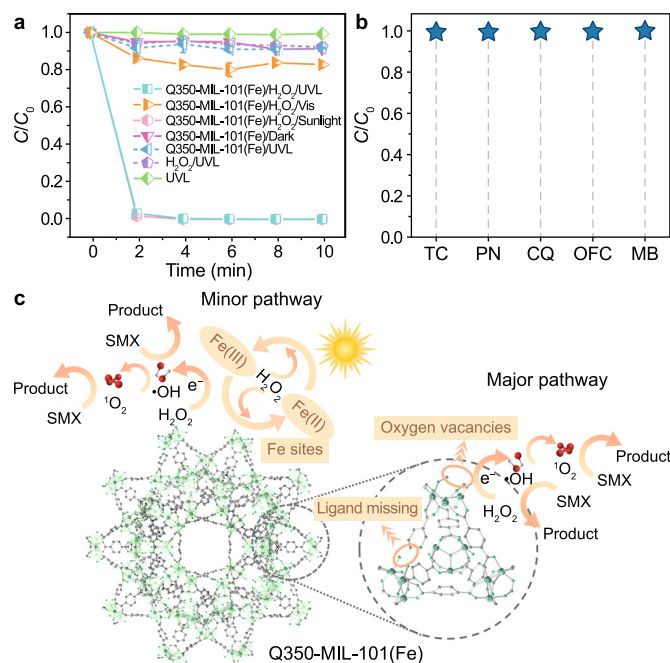 a
C/C₀
1.0
0.8
0.6
0.4
0.2
0.0
0
2
4
6
8
10
Time (min)
Q350-MIL-101(Fe)/H₂O₂/UVL
Q350-MIL-101(Fe)/H₂O₂/Vis
Q350-MIL-101(Fe)/H₂O₂/Sunlight
Q350-MIL-101(Fe)/Dark
Q350-MIL-101(Fe)/UVL
H₂O₂/UVL
UVL
b
C/C₀
1.0
0.8
0.6
0.4
0.2
0.0
TC
PN
CQ
OFC
MB
c
Minor pathway
Product
SMX
Product
SMX
¹O₂
•OH
e⁻
H₂O₂
Fe(III)
H₂O₂
Fe(II)
Fe sites
Major pathway
Oxygen vacancies
Ligand missing
e⁻
•OH
H₂O₂
¹O₂
Product
SMX
SMX
Product
Q350-MIL-101(Fe)